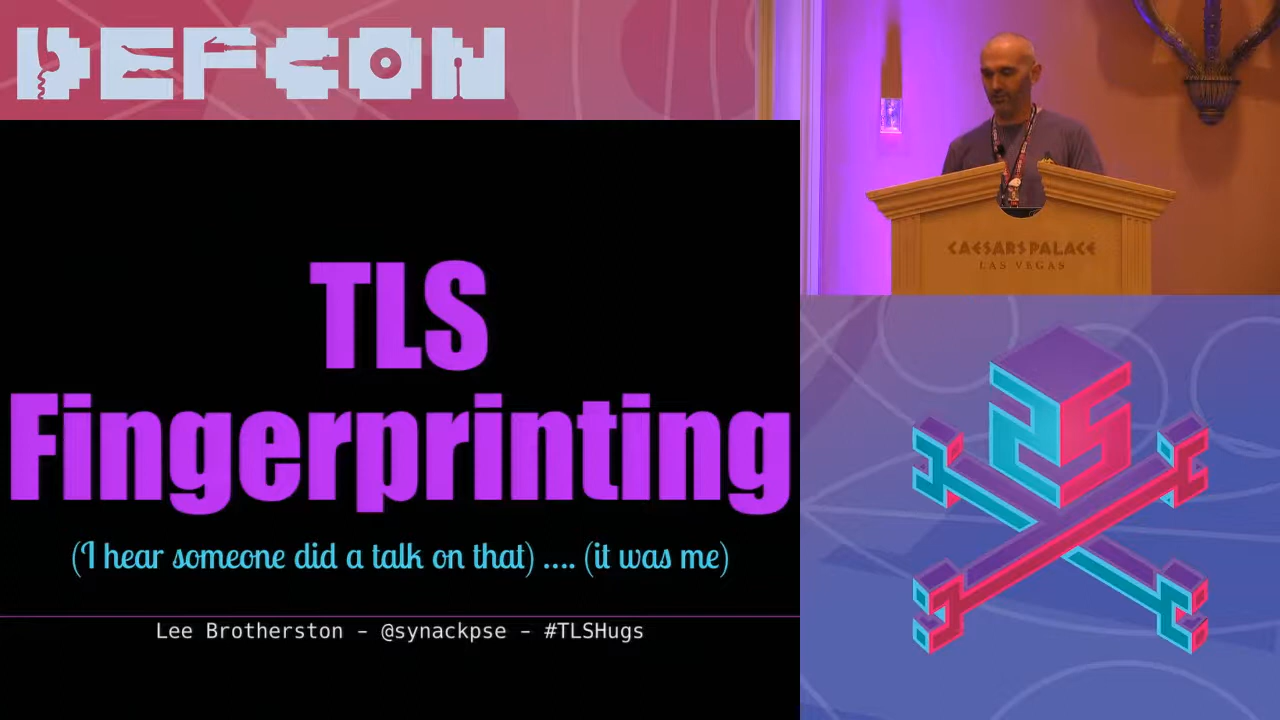 DEFCON
TLS
Fingerprinting
(I hear someone did a talk on that) .... (it was me)
Lee Brotherston - @synackpse - #TLSHugs
CAESARS PALACE
LAS VEGAS
25